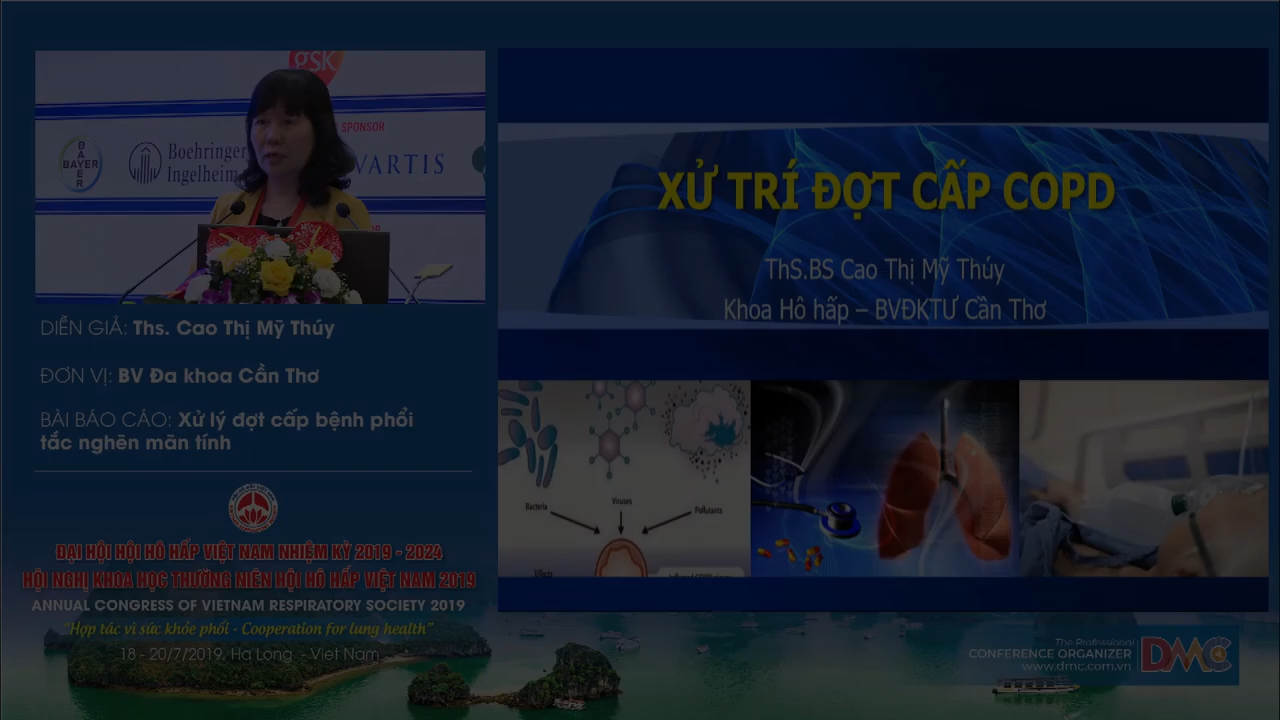 gsk
SPONSOR
BAYER
BAYER
Boehringer
Ingelheim
VARTIS
DIỄN GIẢ: Ths. Cao Thị Mỹ Thúy
ĐƠN VỊ: BV Đa khoa Cần Thơ
BÀI BÁO CÁO: Xử lý đợt cấp bệnh phổi
tắc nghẽn mãn tính
ĐẠI HỘI HỘI HÔ HẤP VIỆT NAM NHIỆM KỲ 2019 - 2024
HỘI NGHỊ KHOA HỌC THƯỜNG NIÊN HỘI HÔ HẤP VIỆT NAM 2019
ANNUAL CONGRESS OF VIETNAM RESPIRATORY SOCIETY 2019
"Hợp tác vì sức khỏe phổi - Cooperation for lung health"
18 - 20/7/2019, Ha Long - Viet Nam
XỬ TRÍ ĐỢT CẤP COPD
ThS.BS Cao Thị Mỹ Thúy
Khoa Hô hấp – BVĐKTƯ Cần Thơ
Bacteria
Viruses
Pollutants
Effects
The Professional
CONFERENCE ORGANIZER
www.dmc.com.vn
DMC